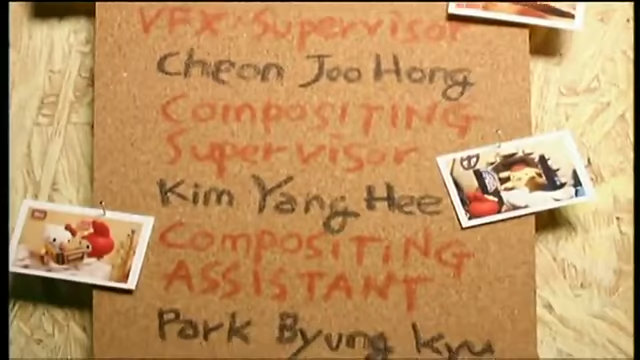 VFX Supervisor
Cheon Joo Hong
COMPOSITING
Supervisor
Kim Yang Hee
COMPOSITING
ASSISTANT
Park Byung Kyu